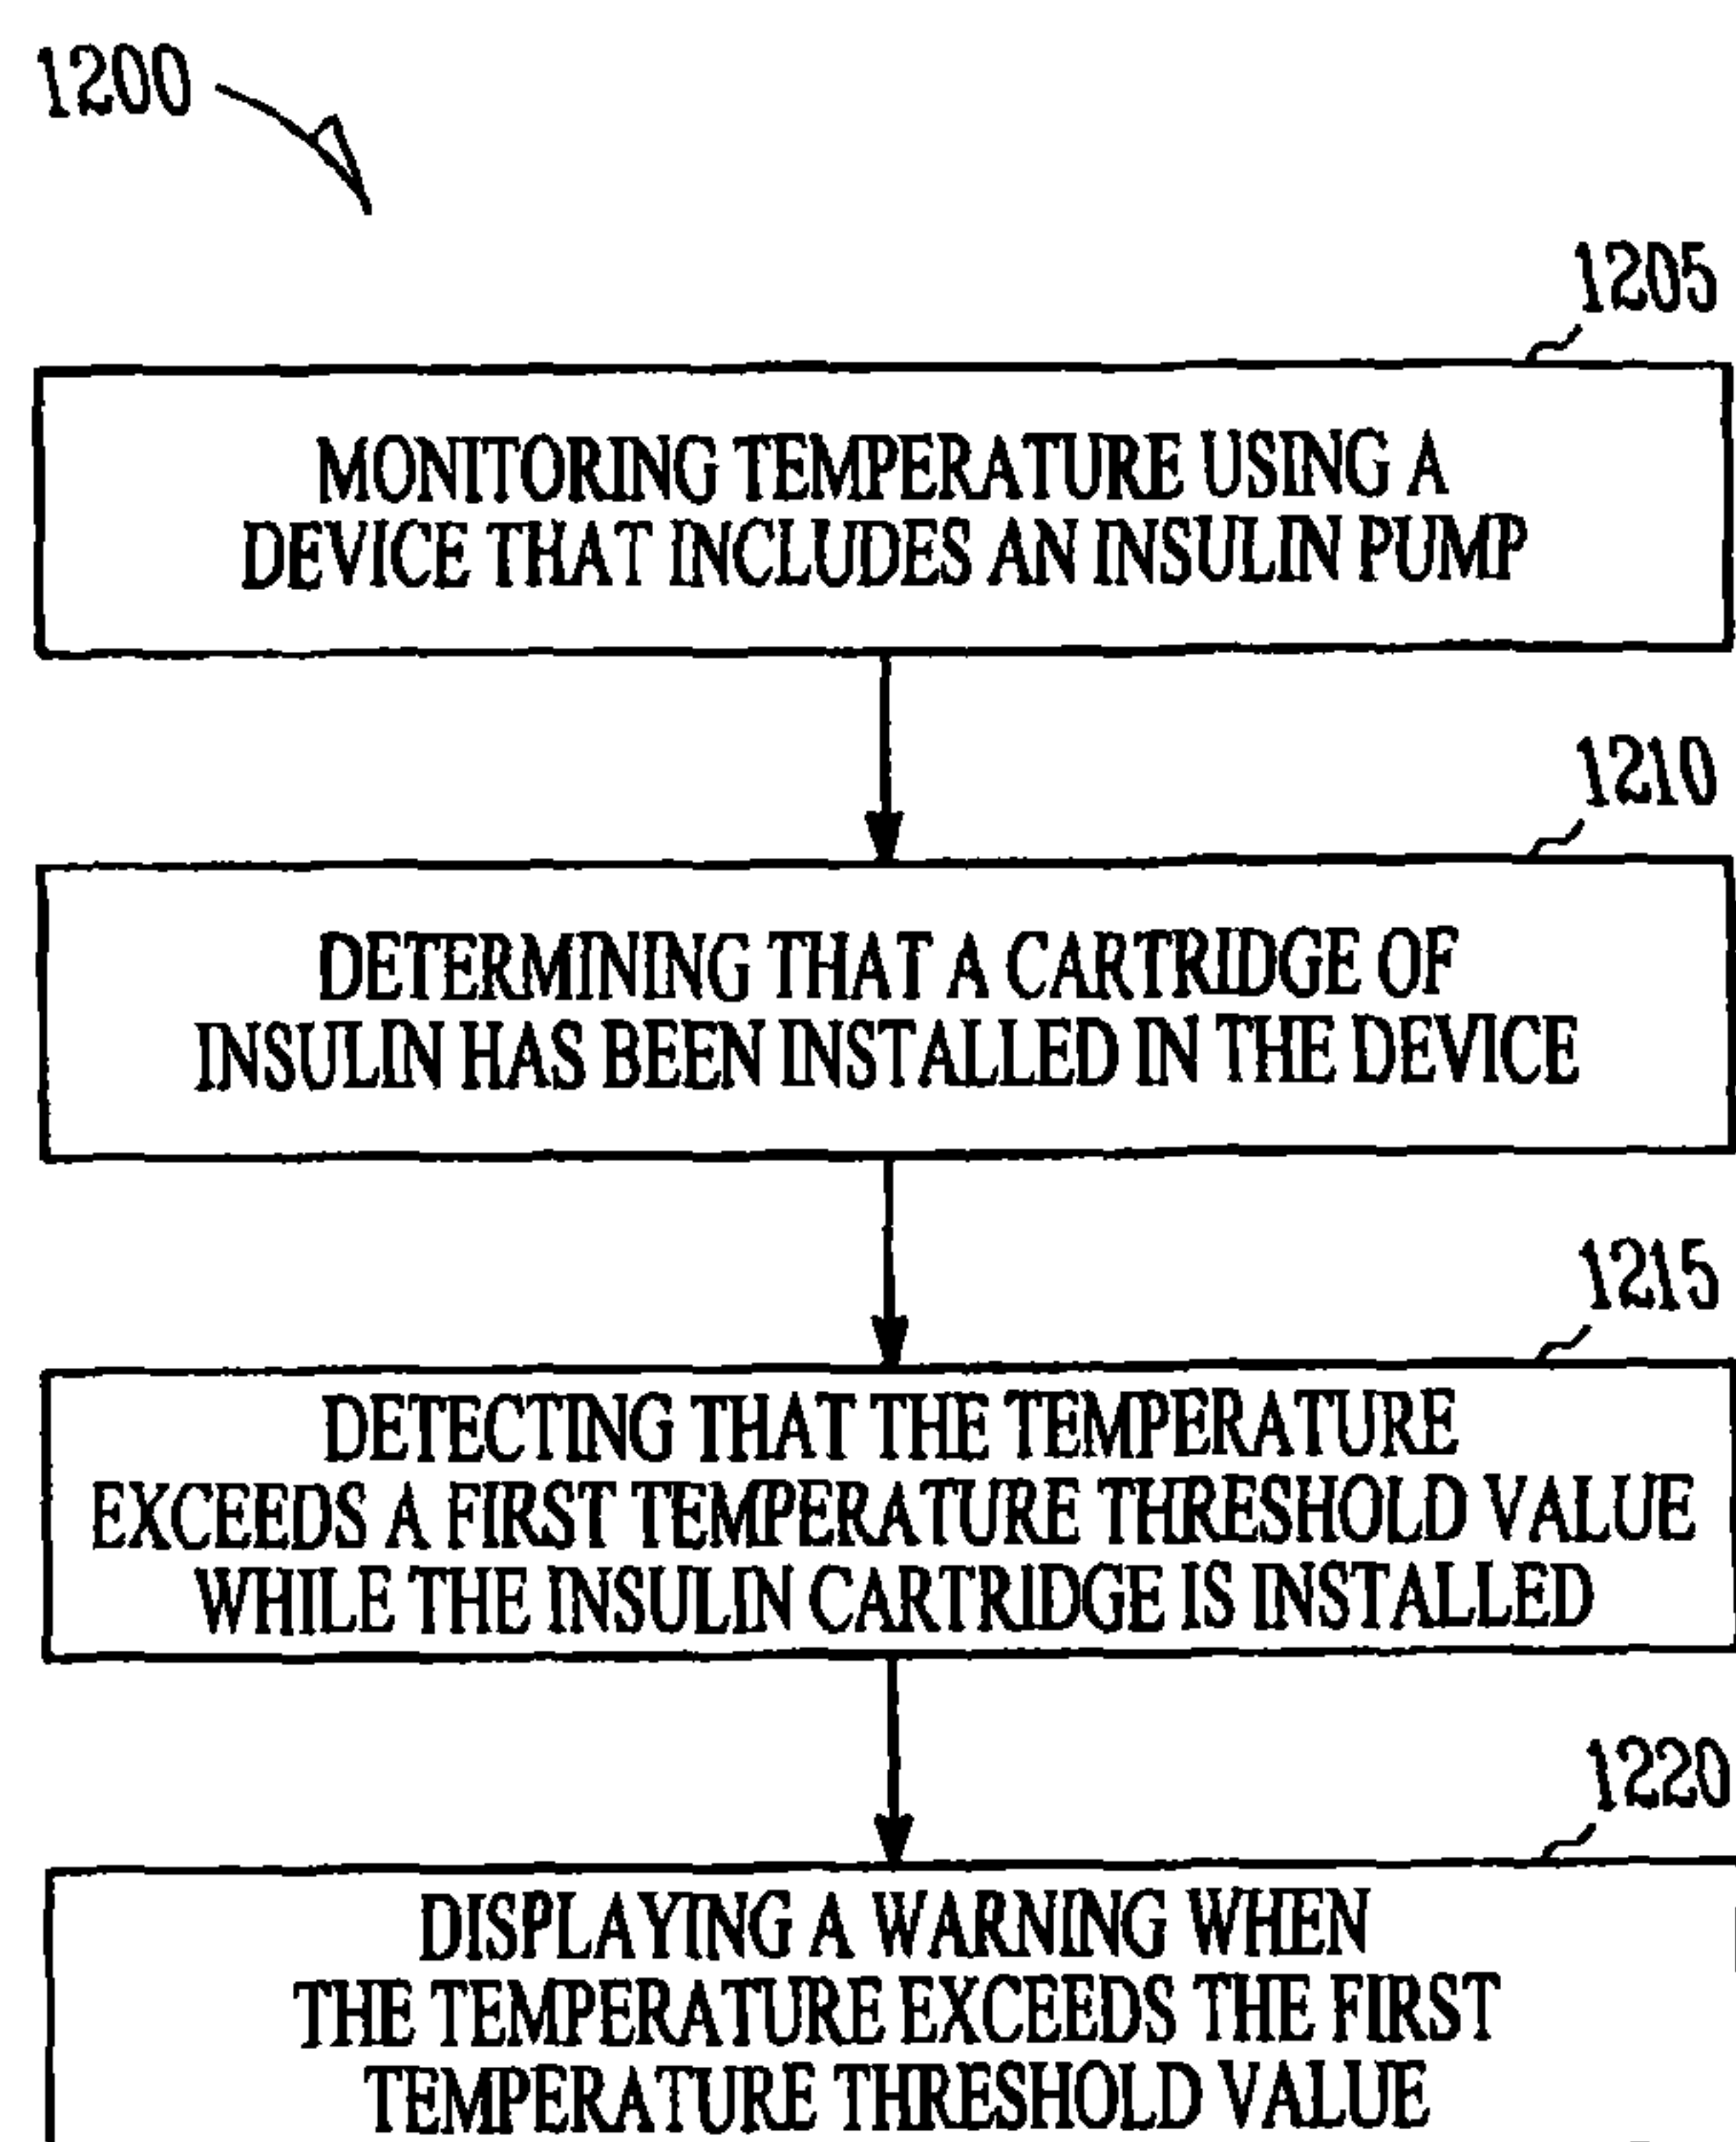 1200
1205
MONITORING TEMPERATURE USING A
DEVICE THAT INCLUDES AN INSULIN PUMP
1210
DETERMINING THAT A CARTRIDGE OF
INSULIN HAS BEEN INSTALLED IN THE DEVICE
1215
DETECTING THAT THE TEMPERATURE
EXCEEDS A FIRST TEMPERATURE THRESHOLD VALUE
WHILE THE INSULIN CARTRIDGE IS INSTALLED
1220
DISPLAYING A WARNING WHEN
THE TEMPERATURE EXCEEDS THE FIRST
TEMPERATURE THRESHOLD VALUE